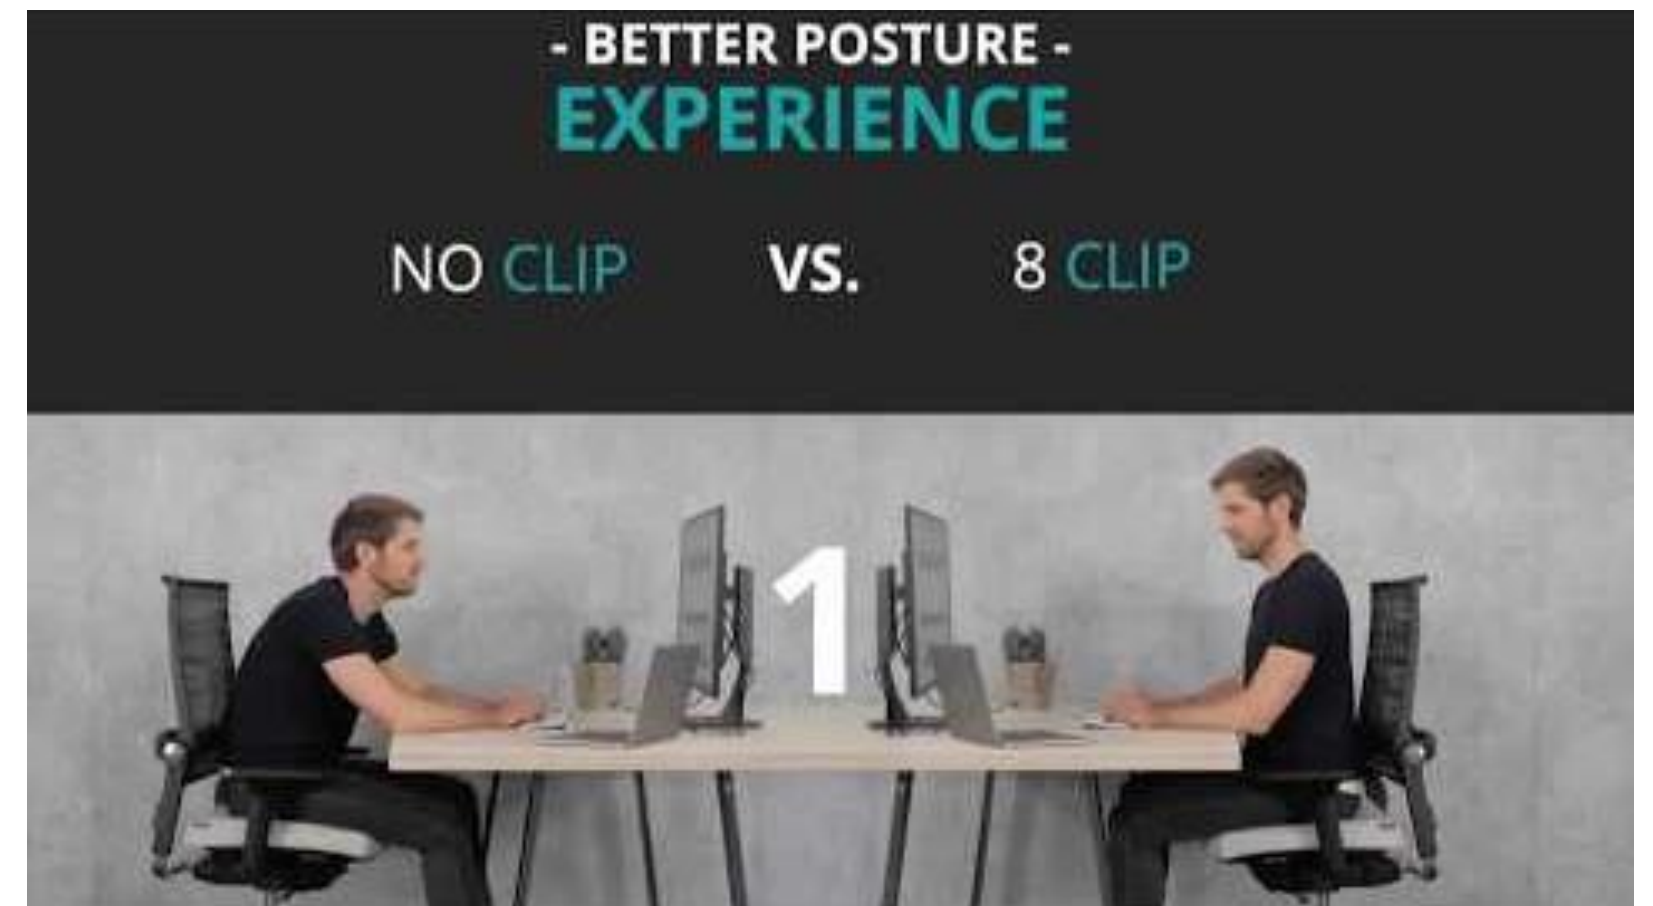 - BETTER POSTURE -
EXPERIENCE
NO CLIP VS. 8 CLIP
1